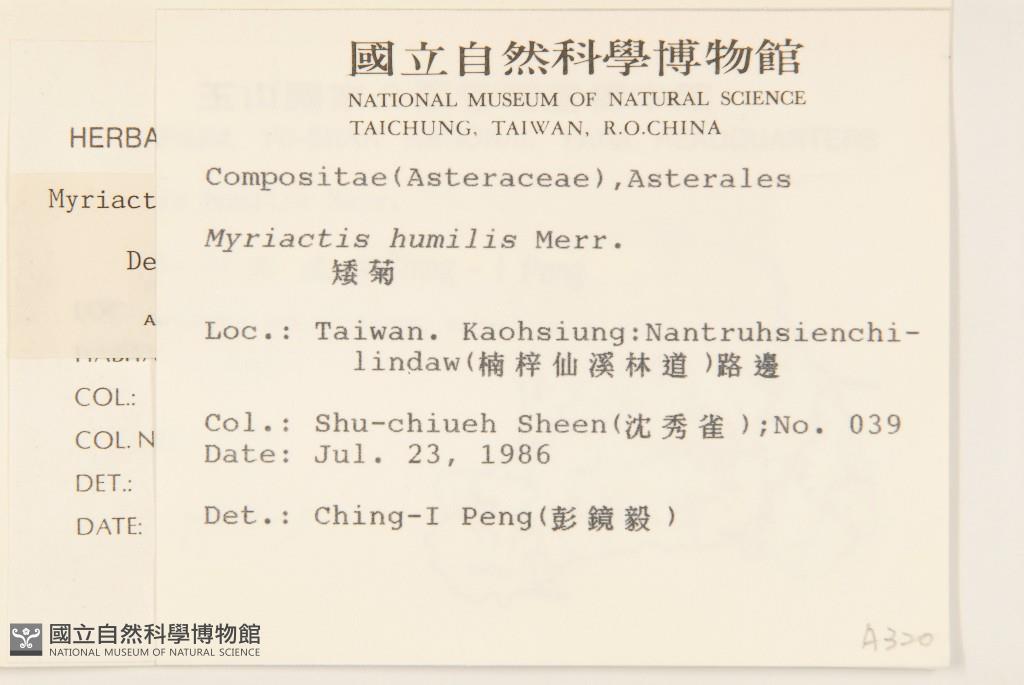 國立自然科學博物館
NATIONAL MUSEUM OF NATURAL SCIENCE
TAICHUNG, TAIWAN, R.O.CHINA
Compositae(Asteraceae),Asterales
Myriactis humilis Merr.
矮菊
Loc.: Taiwan. Kaohsiung:Nantruhsienchi-
lindaw(楠梓仙溪林道)路邊
Col.: Shu-chiueh Sheen(沈秀雀);No. 039
Date: Jul. 23, 1986
Det.: Ching-I Peng(彭鏡毅)
A320
HERBA
Myriact
De
A
COL.:
COL. N
DET.:
DATE:
國立自然科學博物館
NATIONAL MUSEUM OF NATURAL SCIENCE